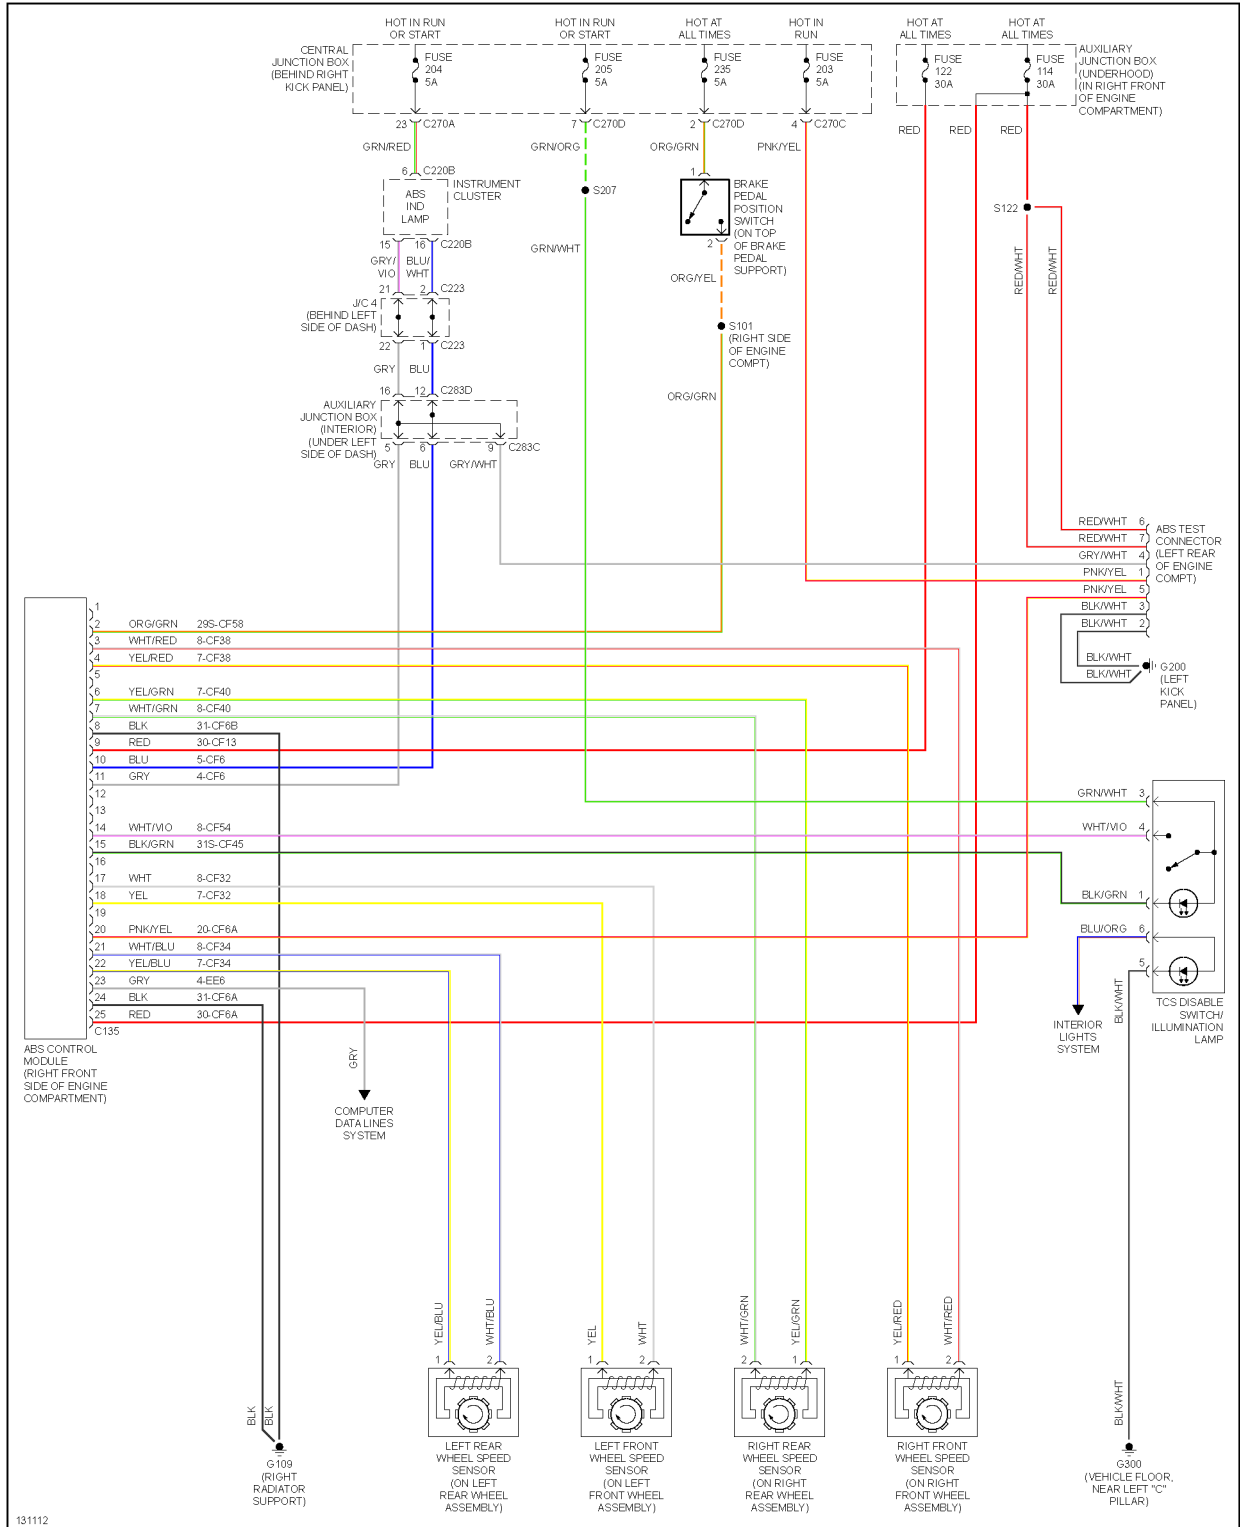 HOT IN RUN
OR START
HOT IN RUN
OR START
HOT AT
ALL TIMES
HOT IN
RUN
HOT AT
ALL TIMES
HOT AT
ALL TIMES
CENTRAL
JUNCTION BOX
(BEHIND RIGHT
KICK PANEL)
FUSE
204
5A
FUSE
205
5A
FUSE
235
5A
FUSE
203
5A
FUSE
122
30A
FUSE
114
30A
AUXILIARY
JUNCTION BOX
(UNDERHOOD)
(IN RIGHT FRONT
OF ENGINE
COMPARTMENT)
23 C270A
7 C270D
2 C270D
4 C270C
RED
RED
RED
GRN/RED
GRN/ORG
ORG/GRN
PNK/YEL
6 C220B
ABS
IND
LAMP
INSTRUMENT
CLUSTER
S207
1
BRAKE
PEDAL
POSITION
SWITCH
(ON TOP
OF BRAKE
PEDAL
SUPPORT)
2
S122
15 16 C220B
GRY/
VIO
BLU/
WHT
GRN/WHT
ORG/YEL
RED/WHT
RED/WHT
21 2 C223
J/C 4
(BEHIND LEFT
SIDE OF DASH)
22 1 C223
S101
(RIGHT SIDE
OF ENGINE
COMPT)
GRY BLU
ORG/GRN
16 12 C283D
AUXILIARY
JUNCTION BOX
(INTERIOR)
(UNDER LEFT
SIDE OF DASH)
5 6 9 C283C
GRY BLU GRY/WHT
RED/WHT 6
RED/WHT 7
GRY/WHT 4
PNK/YEL 1
PNK/YEL 5
BLK/WHT 3
BLK/WHT 2
ABS TEST
CONNECTOR
(LEFT REAR
OF ENGINE
COMPT)
BLK/WHT
BLK/WHT
G200
(LEFT
KICK
PANEL)
1
2 ORG/GRN 29S-CF58
3 WHT/RED 8-CF38
4 YEL/RED 7-CF38
5
6 YEL/GRN 7-CF40
7 WHT/GRN 8-CF40
8 BLK 31-CF6B
9 RED 30-CF13
10 BLU 5-CF6
11 GRY 4-CF6
12
13
14 WHT/VIO 8-CF54
15 BLK/GRN 31S-CF45
16
17 WHT 8-CF32
18 YEL 7-CF32
19
20 PNK/YEL 20-CF6A
21 WHT/BLU 8-CF34
22 YEL/BLU 7-CF34
23 GRY 4-EE6
24 BLK 31-CF6A
25 RED 30-CF6A
C135
ABS CONTROL
MODULE
(RIGHT FRONT
SIDE OF ENGINE
COMPARTMENT)
GRN/WHT 3
WHT/VIO 4
BLK/GRN 1
BLU/ORG 6
5
BLK/WHT
TCS DISABLE
SWITCH/
ILLUMINATION
LAMP
INTERIOR
LIGHTS
SYSTEM
GRY
COMPUTER
DATA LINES
SYSTEM
YEL/BLU
WHT/BLU
YEL
WHT
WHT/GRN
YEL/GRN
YEL/RED
WHT/RED
1 2
1 2
2 1
1 2
BLK
BLK
BLK/WHT
G109
(RIGHT
RADIATOR
SUPPORT)
LEFT REAR
WHEEL SPEED
SENSOR
(ON LEFT
REAR WHEEL
ASSEMBLY)
LEFT FRONT
WHEEL SPEED
SENSOR
(ON LEFT
FRONT WHEEL
ASSEMBLY)
RIGHT REAR
WHEEL SPEED
SENSOR
(ON RIGHT
REAR WHEEL
ASSEMBLY)
RIGHT FRONT
WHEEL SPEED
SENSOR
(ON RIGHT
FRONT WHEEL
ASSEMBLY)
G300
(VEHICLE FLOOR,
NEAR LEFT "C"
PILLAR)
131112